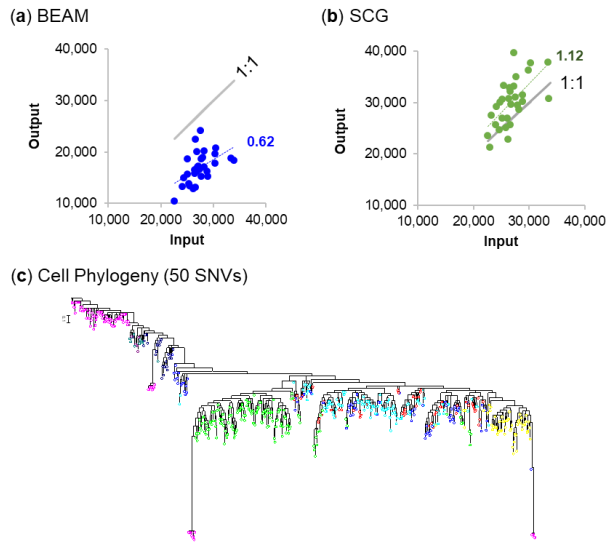 (a) BEAM
40,000
30,000
20,000
10,000
Output
1:1
0.62
10,000 20,000 30,000 40,000
Input
(b) SCG
40,000
30,000
20,000
10,000
Output
1.12
1:1
10,000 20,000 30,000 40,000
Input
(c) Cell Phylogeny (50 SNVs)